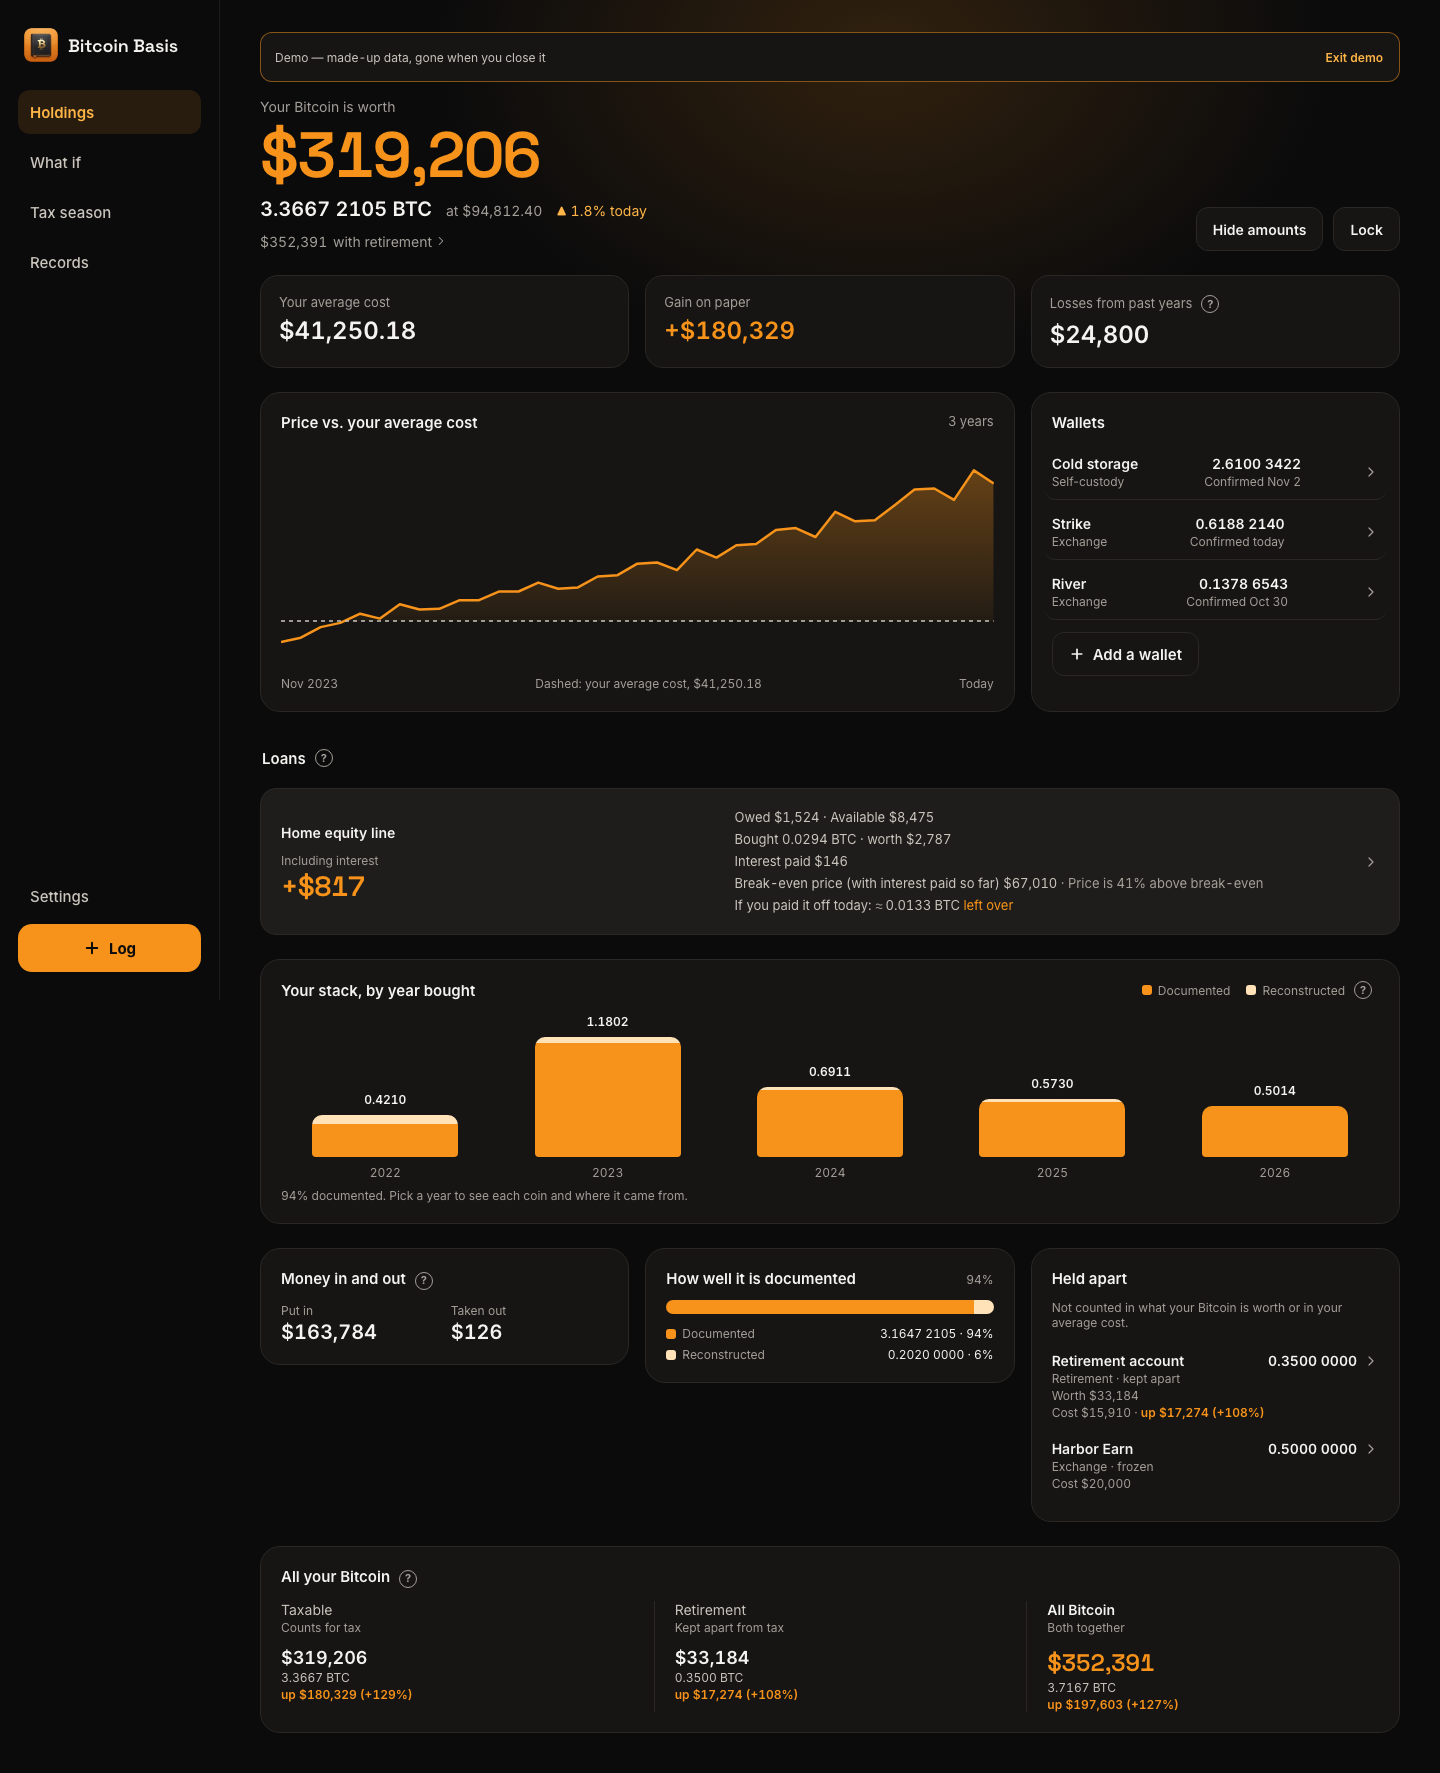 Bitcoin Basis
Holdings
What if
Tax season
Records
Settings
+ Log
Demo — made-up data, gone when you close it
Exit demo
Your Bitcoin is worth
$319,206
3.3667 2105 BTC at $94,812.40 ▲ 1.8% today
$352,391 with retirement >
Hide amounts
Lock
Your average cost
$41,250.18
Gain on paper
+$180,329
Losses from past years ?
$24,800
Price vs. your average cost
3 years
Nov 2023
Dashed: your average cost, $41,250.18
Today
Wallets
Cold storage 2.6100 3422
Self-custody Confirmed Nov 2
Strike 0.6188 2140
Exchange Confirmed today
River 0.1378 6543
Exchange Confirmed Oct 30
+ Add a wallet
Loans ?
Home equity line
Including interest
+$817
Owed $1,524 · Available $8,475
Bought 0.0294 BTC · worth $2,787
Interest paid $146
Break-even price (with interest paid so far) $67,010 · Price is 41% above break-even
If you paid it off today: ≈ 0.0133 BTC left over
Your stack, by year bought
Documented
Reconstructed ?
0.4210
1.1802
0.6911
0.5730
0.5014
2022
2023
2024
2025
2026
94% documented. Pick a year to see each coin and where it came from.
Money in and out ?
Put in
$163,784
Taken out
$126
How well it is documented
94%
Documented 3.1647 2105 · 94%
Reconstructed 0.2020 0000 · 6%
Held apart
Not counted in what your Bitcoin is worth or in your
average cost.
Retirement account 0.3500 0000
Retirement · kept apart
Worth $33,184
Cost $15,910 · up $17,274 (+108%)
Harbor Earn 0.5000 0000
Exchange · frozen
Cost $20,000
All your Bitcoin ?
Taxable
Counts for tax
$319,206
3.3667 BTC
up $180,329 (+129%)
Retirement
Kept apart from tax
$33,184
0.3500 BTC
up $17,274 (+108%)
All Bitcoin
Both together
$352,391
3.7167 BTC
up $197,603 (+127%)